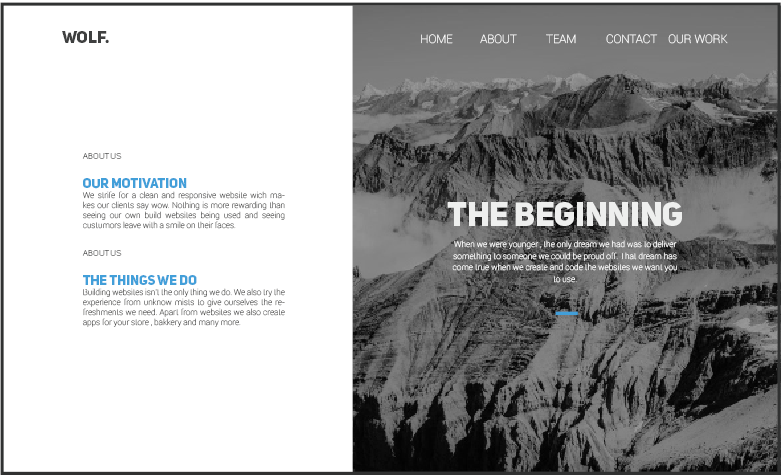 WOLF.
HOME ABOUT TEAM CONTACT OUR WORK
ABOUT US
OUR MOTIVATION
We strife for a clean and responsive website wich ma-
kes our clients say wow. Nothing is more rewarding than
seeing our own build websites being used and seeing
custumors leave with a smile on their faces.
ABOUT US
THE THINGS WE DO
Building websites isn't the only thing we do. We also try the
experience from unknow mists to give ourselves the re-
freshments we need. Apart from websites we also create
apps for your store , bakkery and many more.
THE BEGINNING
When we were younger , the only dream we had was to deliver
something to someone we could be proud off. That dream has
come true when we create and code the websites we want you
to use